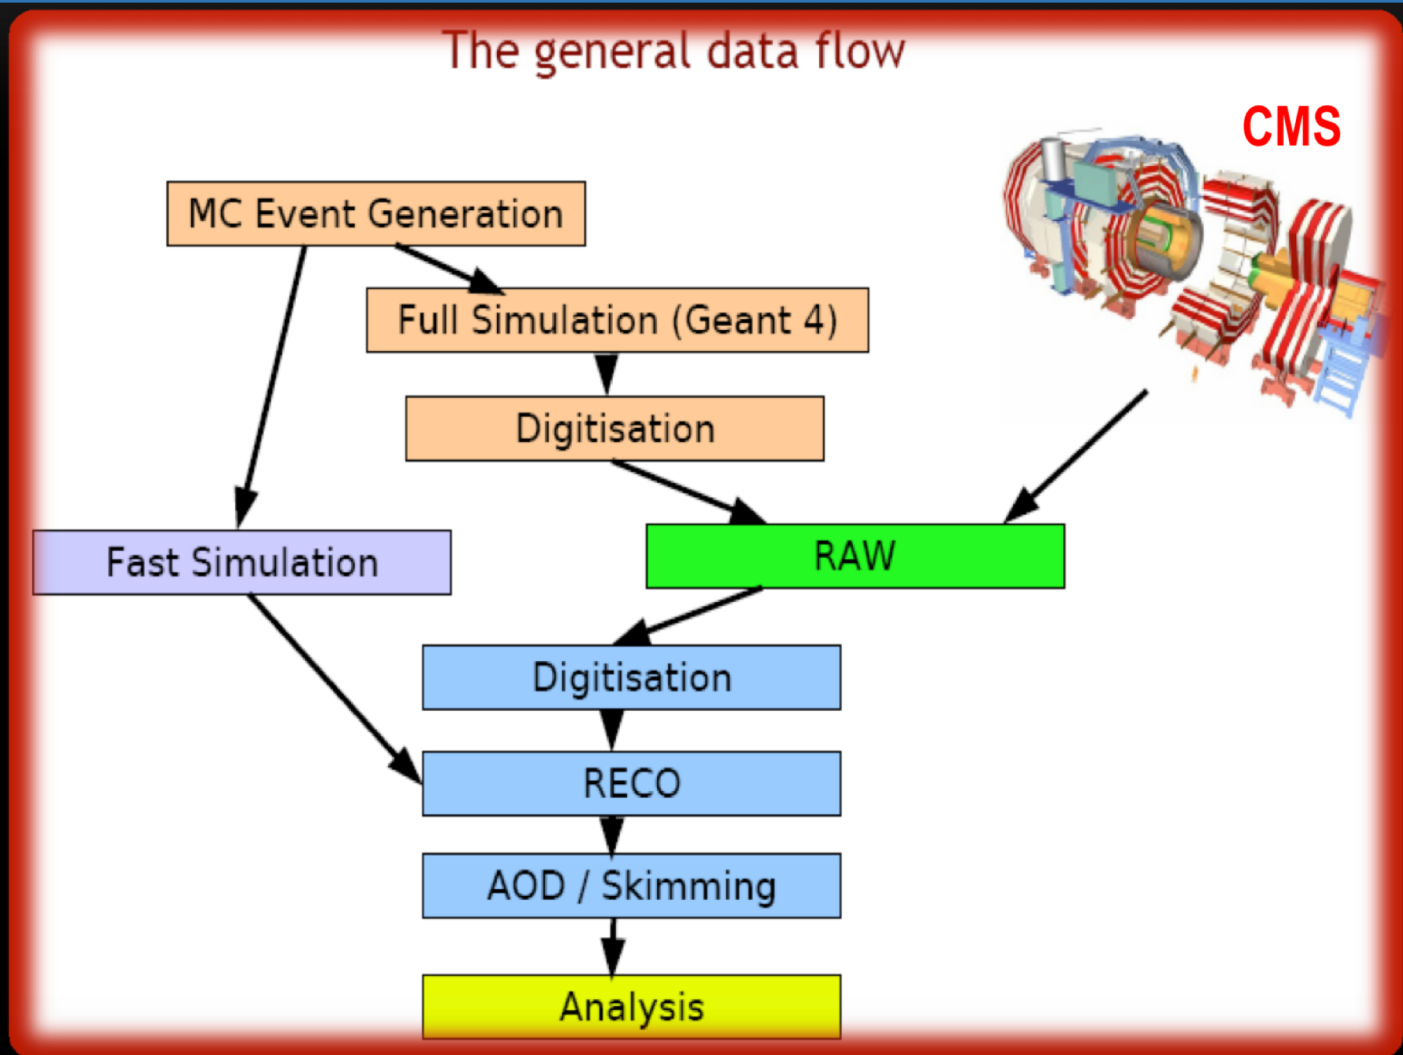 The general data flow
CMS
MC Event Generation
Full Simulation (Geant 4)
Digitisation
Fast Simulation
RAW
Digitisation
RECO
AOD / Skimming
Analysis